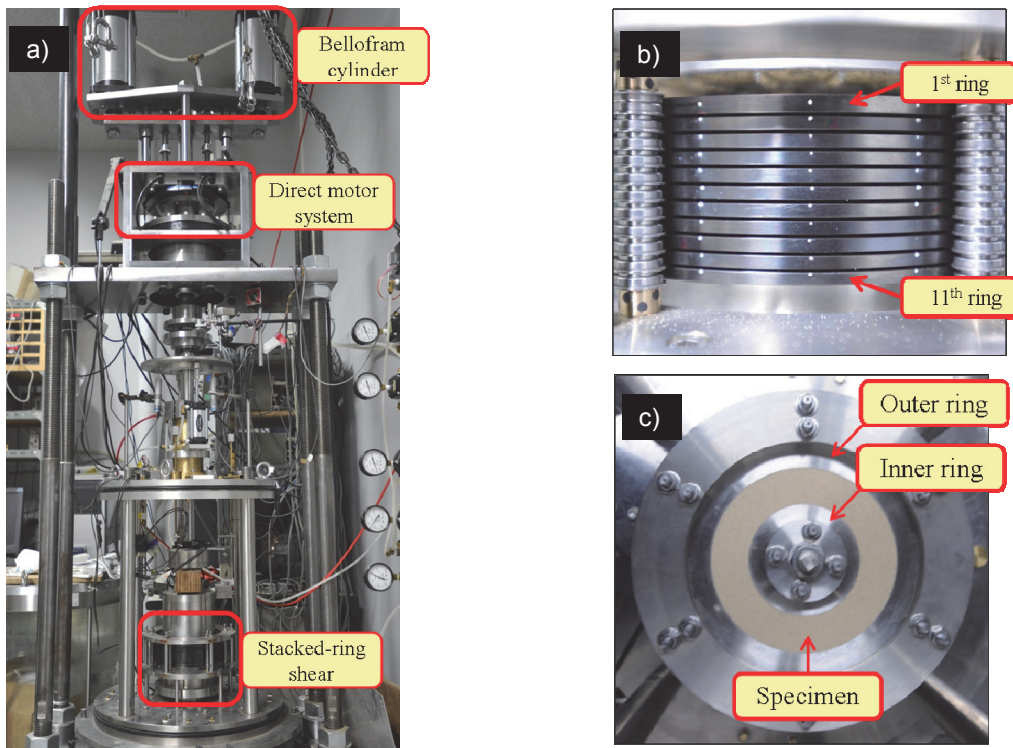 a)
Bellofram
cylinder
Direct motor
system
Stacked-ring
shear
b)
1st ring
11th ring
c)
Outer ring
Inner ring
Specimen